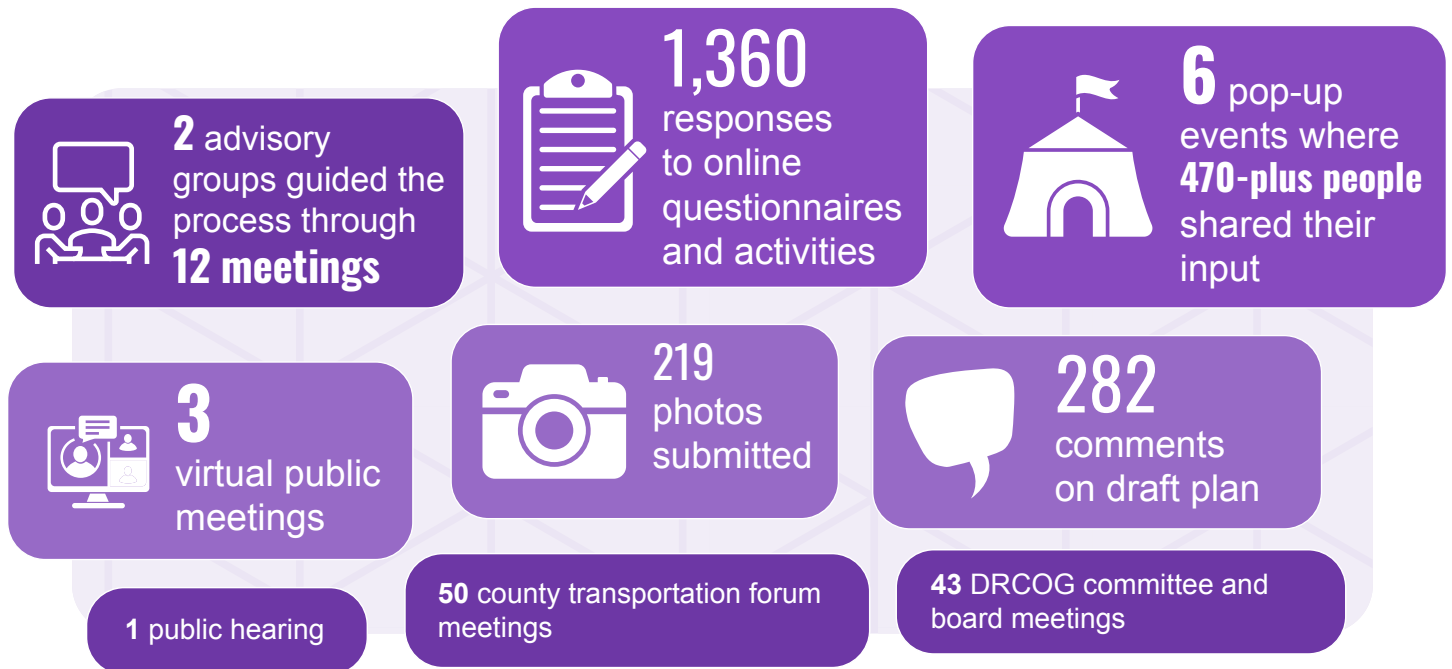 2 advisory
groups guided the
process through
12 meetings
1,360
responses
to online
questionnaires
and activities
6 pop-up
events where
470-plus people
shared their
input
3
virtual public
meetings
219
photos
submitted
282
comments
on draft plan
1 public hearing
50 county transportation forum
meetings
43 DRCOG committee and
board meetings